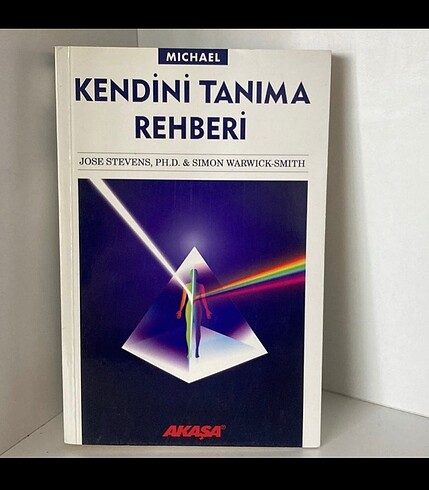 MICHAEL
KENDİNİ TANIMA
REHBERİ
JOSE STEVENS, PH.D. & SIMON WARWICK-SMITH
AKAŞA®